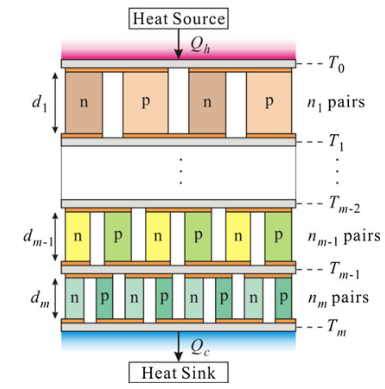 Heat Source
Q_h
T_0
d_1
n p n p
n_1 pairs
T_1
T_{m-2}
d_{m-1}
n p n p n p
n_{m-1} pairs
T_{m-1}
d_m
n p n p n p n p
n_m pairs
T_m
Q_c
Heat Sink